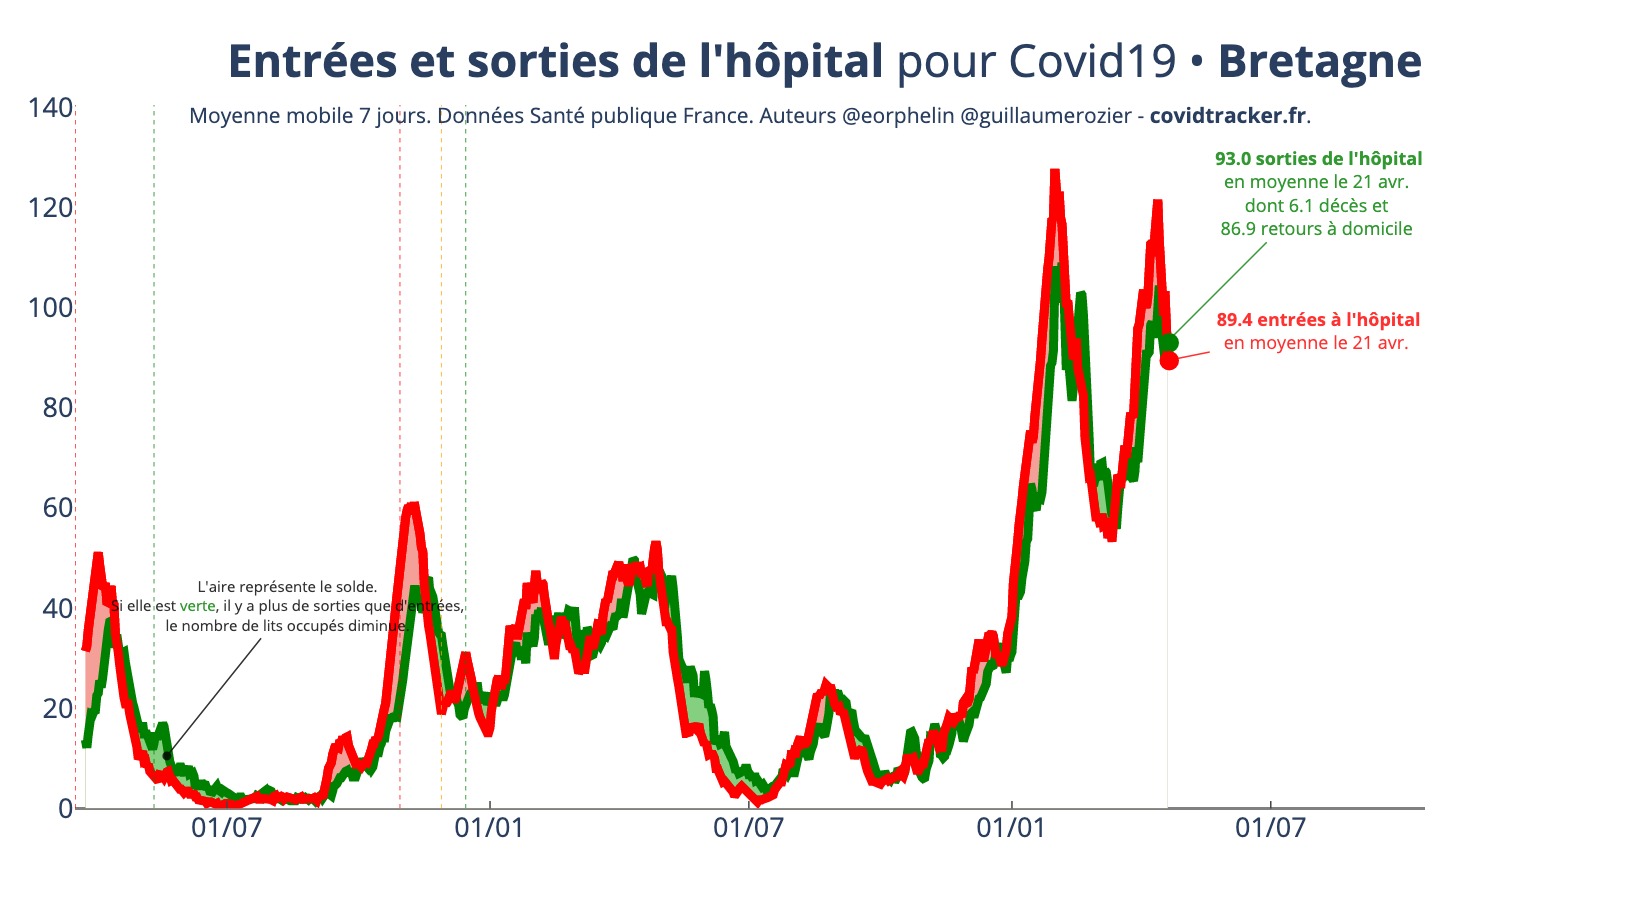 Entrées et sorties de l'hôpital pour Covid19 • Bretagne
Moyenne mobile 7 jours. Données Santé publique France. Auteurs @eorphelin @guillaumerozier - covidtracker.fr.
140
120
100
80
60
40
20
0
93.0 sorties de l'hôpital
en moyenne le 21 avr.
dont 6.1 décès et
86.9 retours à domicile
89.4 entrées à l'hôpital
en moyenne le 21 avr.
L'aire représente le solde.
Si elle est verte, il y a plus de sorties que d'entrées,
le nombre de lits occupés diminue.
01/07
01/01
01/07
01/01
01/07